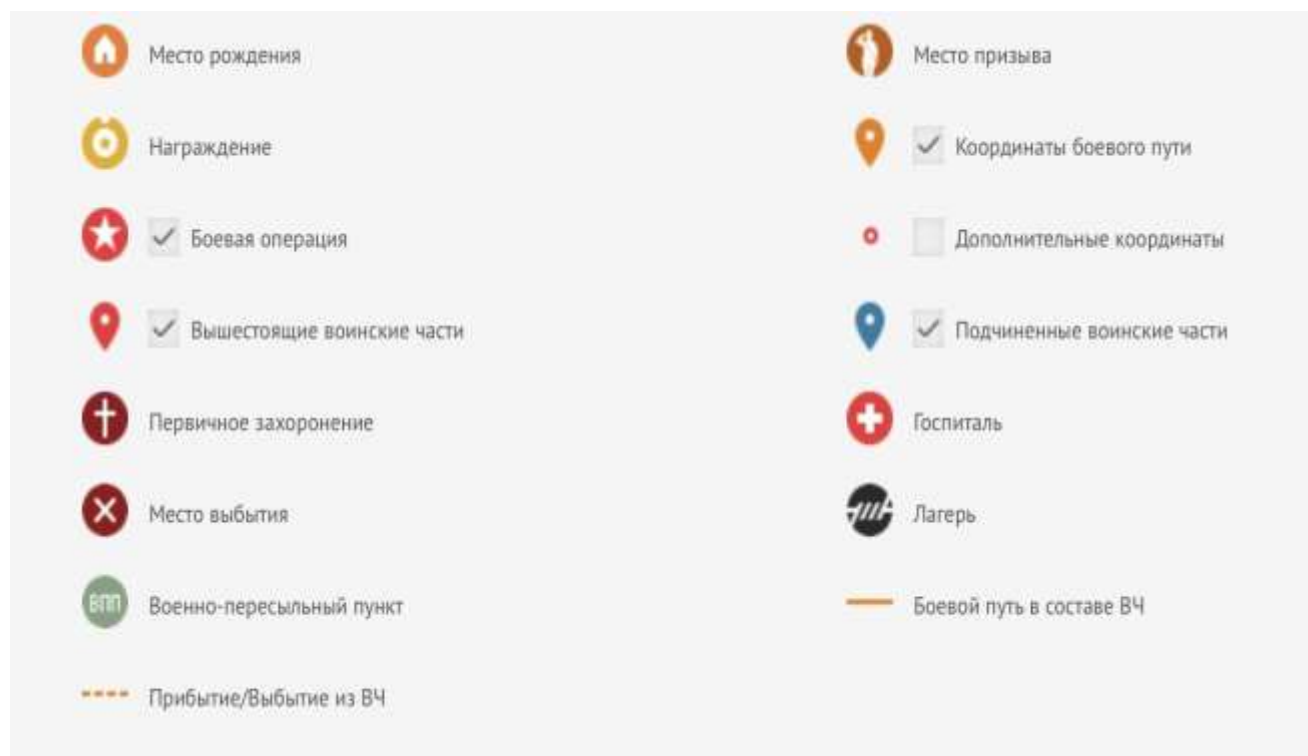 Место рождения
Место призыва
Награждение
Координаты боевого пути
Боевая операция
Дополнительные координаты
Вышестоящие воинские части
Подчиненные воинские части
Первичное захоронение
Госпиталь
Место выбытия
Лагерь
ВПП
Военно-пересыльный пункт
Боевой путь в составе ВЧ
Прибытие/Выбытие из ВЧ